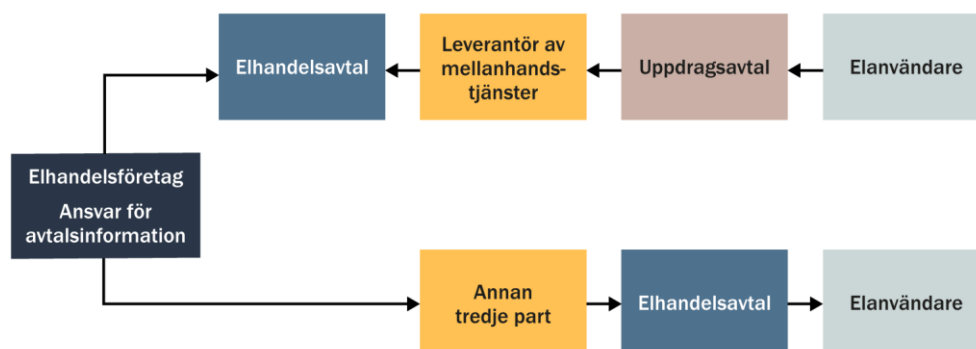 Elhandelsavtal
Leverantör av
mellanhands-
tjänster
Uppdragsavtal
Elanvändare
Elhandelsföretag
Ansvar för
avtalsinformation
Annan
tredje part
Elhandelsavtal
Elanvändare